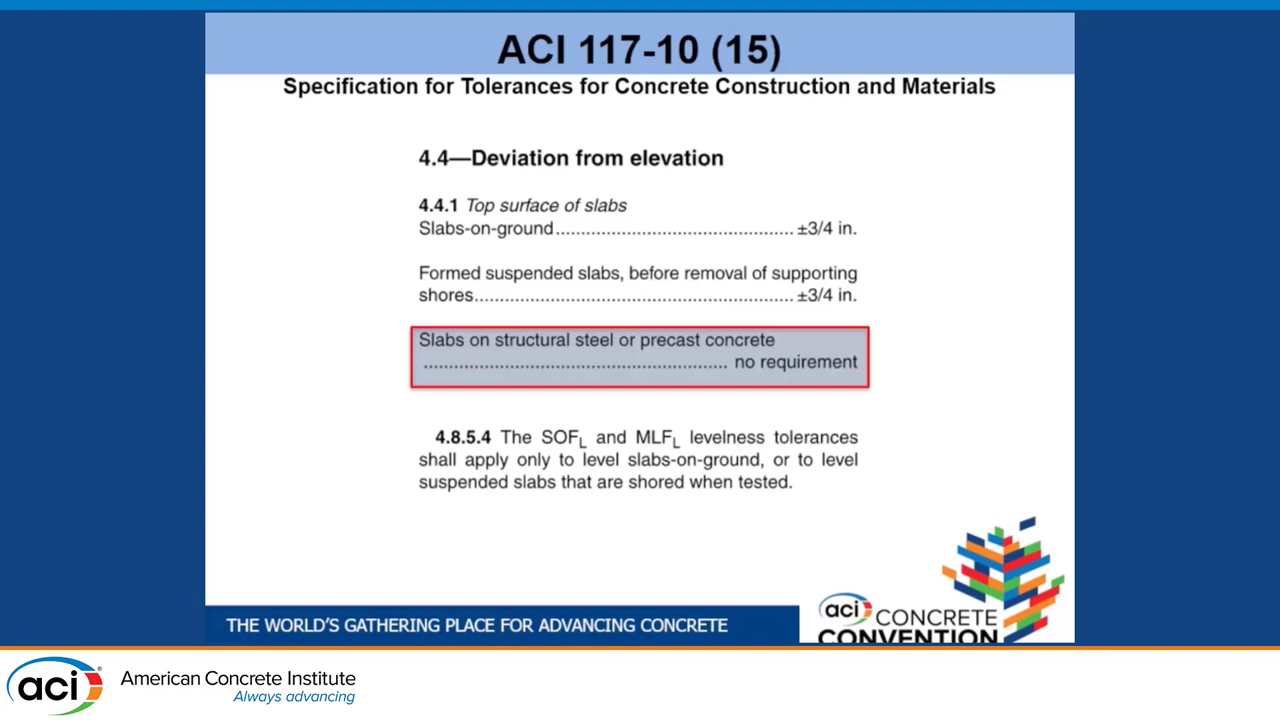 ACI 117-10 (15)
Specification for Tolerances for Concrete Construction and Materials
4.4—Deviation from elevation
4.4.1 Top surface of slabs
Slabs-on-ground............................................... ±3/4 in.
Formed suspended slabs, before removal of supporting
shores............................................................... ±3/4 in.
Slabs on structural steel or precast concrete
............................................................ no requirement
4.8.5.4 The SOFL and MLFL levelness tolerances
shall apply only to level slabs-on-ground, or to level
suspended slabs that are shored when tested.
THE WORLD'S GATHERING PLACE FOR ADVANCING CONCRETE
aci CONCRETE
CONVENTION
aci®
American Concrete Institute
Always advancing